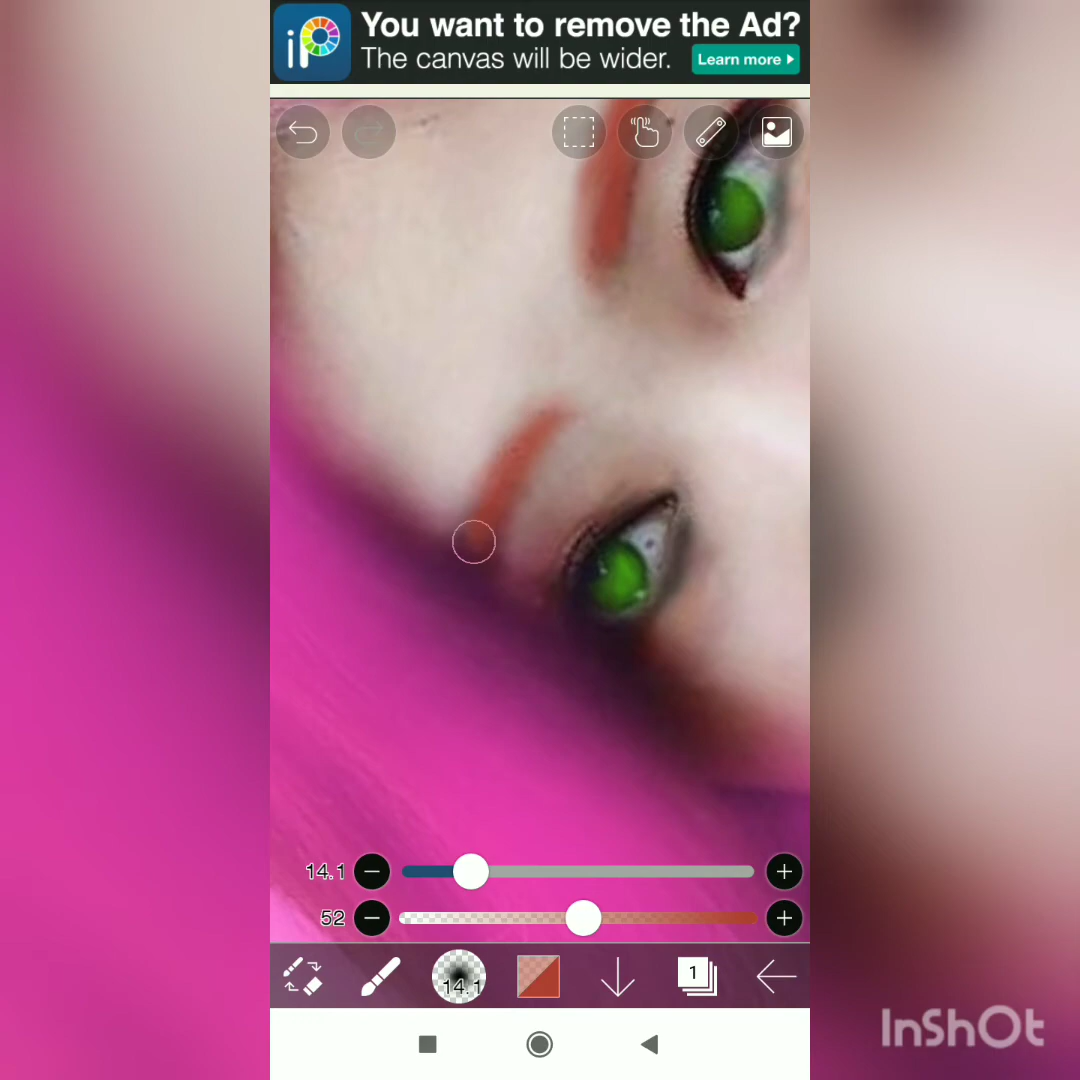 iP
You want to remove the Ad?
The canvas will be wider.
Learn more
14.1
52
14.1
1
InShOt